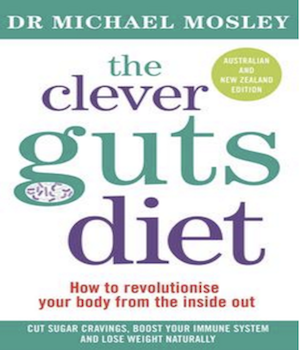 DR MICHAEL MOSLEY
the
AUSTRALIAN
AND
NEW ZEALAND
EDITION
clever
guts
diet
How to revolutionise
your body from the inside out
CUT SUGAR CRAVINGS, BOOST YOUR IMMUNE SYSTEM
AND LOSE WEIGHT NATURALLY